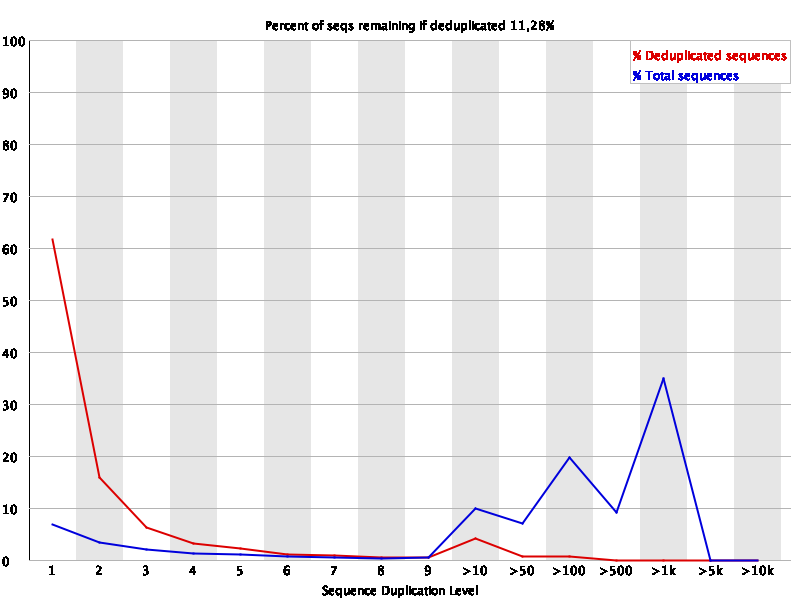 Percent of seqs remaining if deduplicated 11,28%
% Deduplicated sequences
% Total sequences
100
90
80
70
60
50
40
30
20
10
0
1 2 3 4 5 6 7 8 9 >10 >50 >100 >500 >1k >5k >10k
Sequence Duplication Level